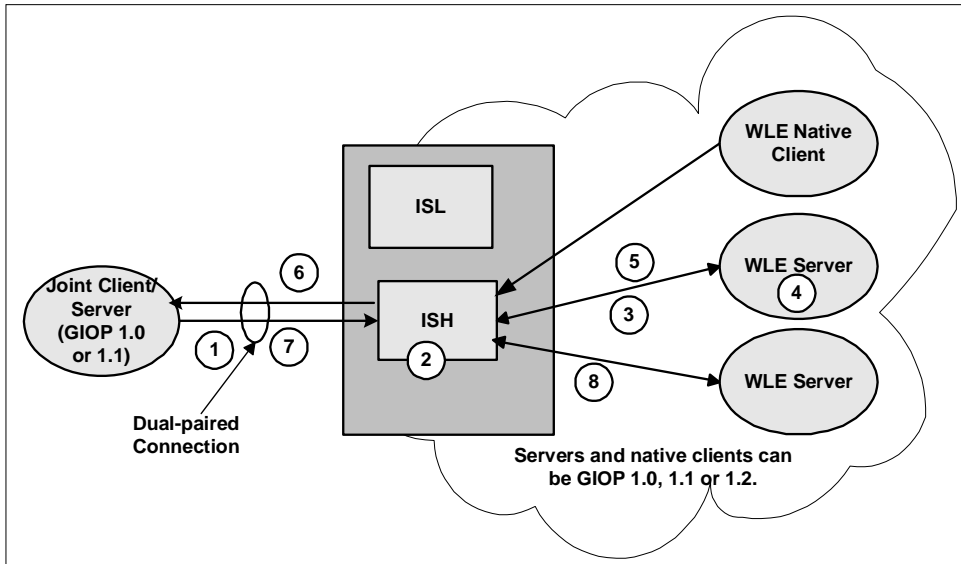 WLE Native
Client
ISL
5
WLE Server
4
6
Joint Client/
Server
(GIOP 1.0
or 1.1)
ISH
3
1
7
2
8
WLE Server
Dual-paired
Connection
Servers and native clients can
be GIOP 1.0, 1.1 or 1.2.